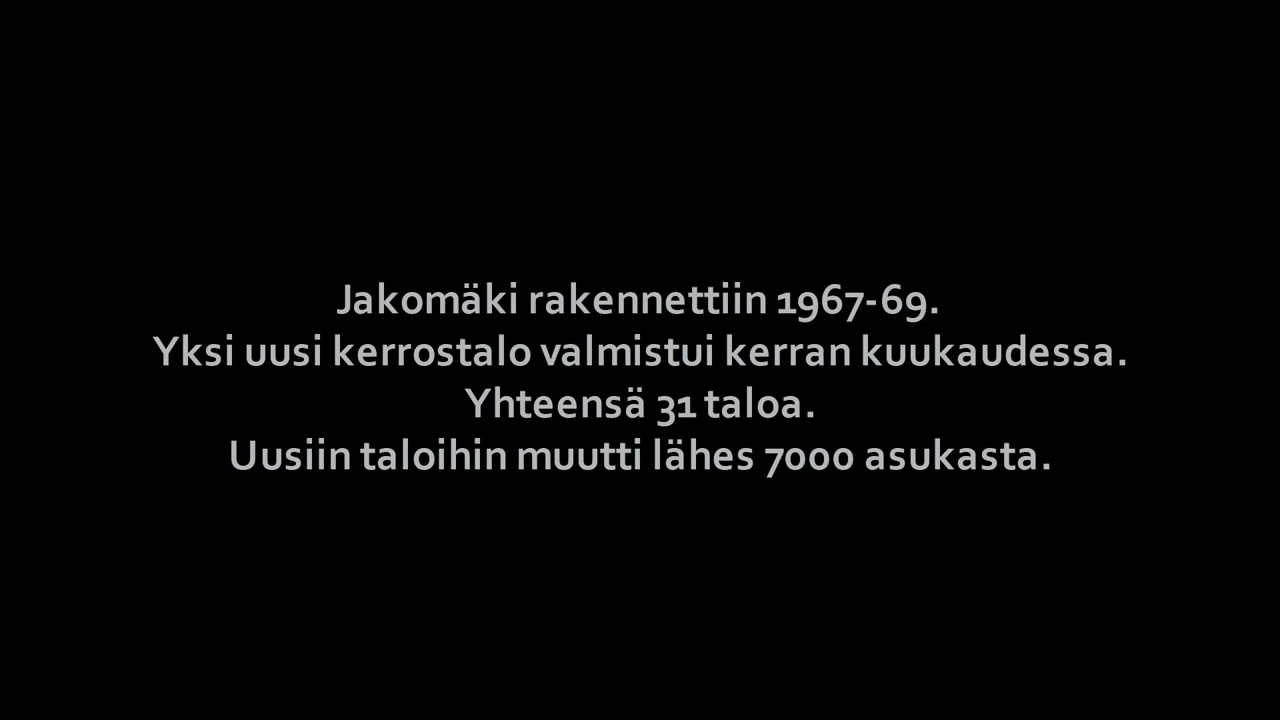 Jakomäki rakennettiin 1967-69.
Yksi uusi kerrostalo valmistui kerran kuukaudessa.
Yhteensä 31 taloa.
Uusiin taloihin muutti lähes 7000 asukasta.